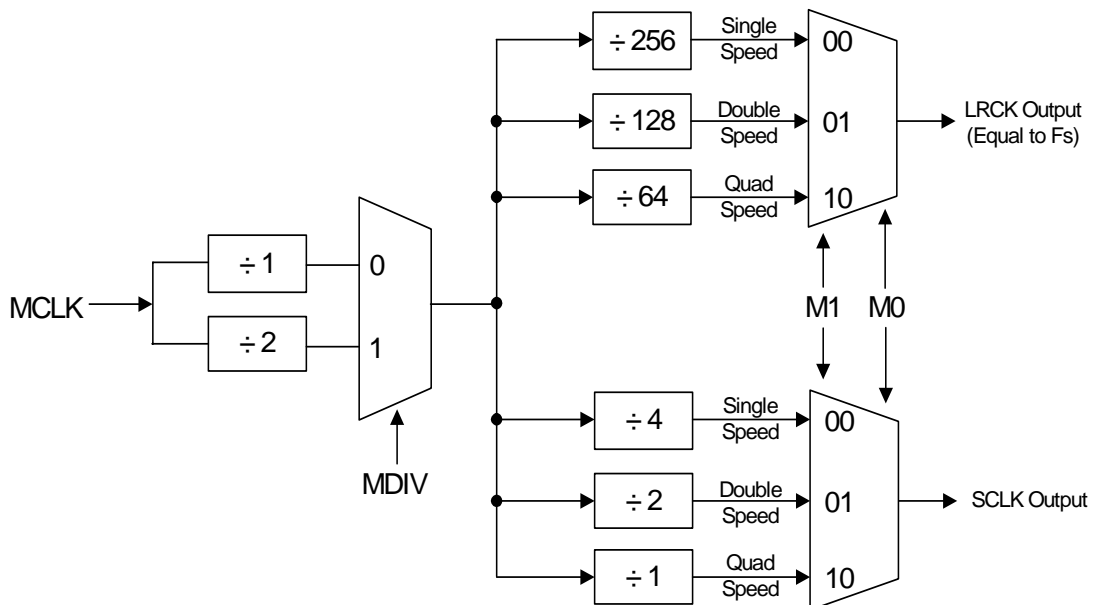 ÷ 256
Single
Speed
00
÷ 128
Double
Speed
01
LRCK Output
(Equal to Fs)
÷ 64
Quad
Speed
10
MCLK
÷ 1
0
÷ 2
1
MDIV
M1
M0
÷ 4
Single
Speed
00
÷ 2
Double
Speed
01
SCLK Output
÷ 1
Quad
Speed
10